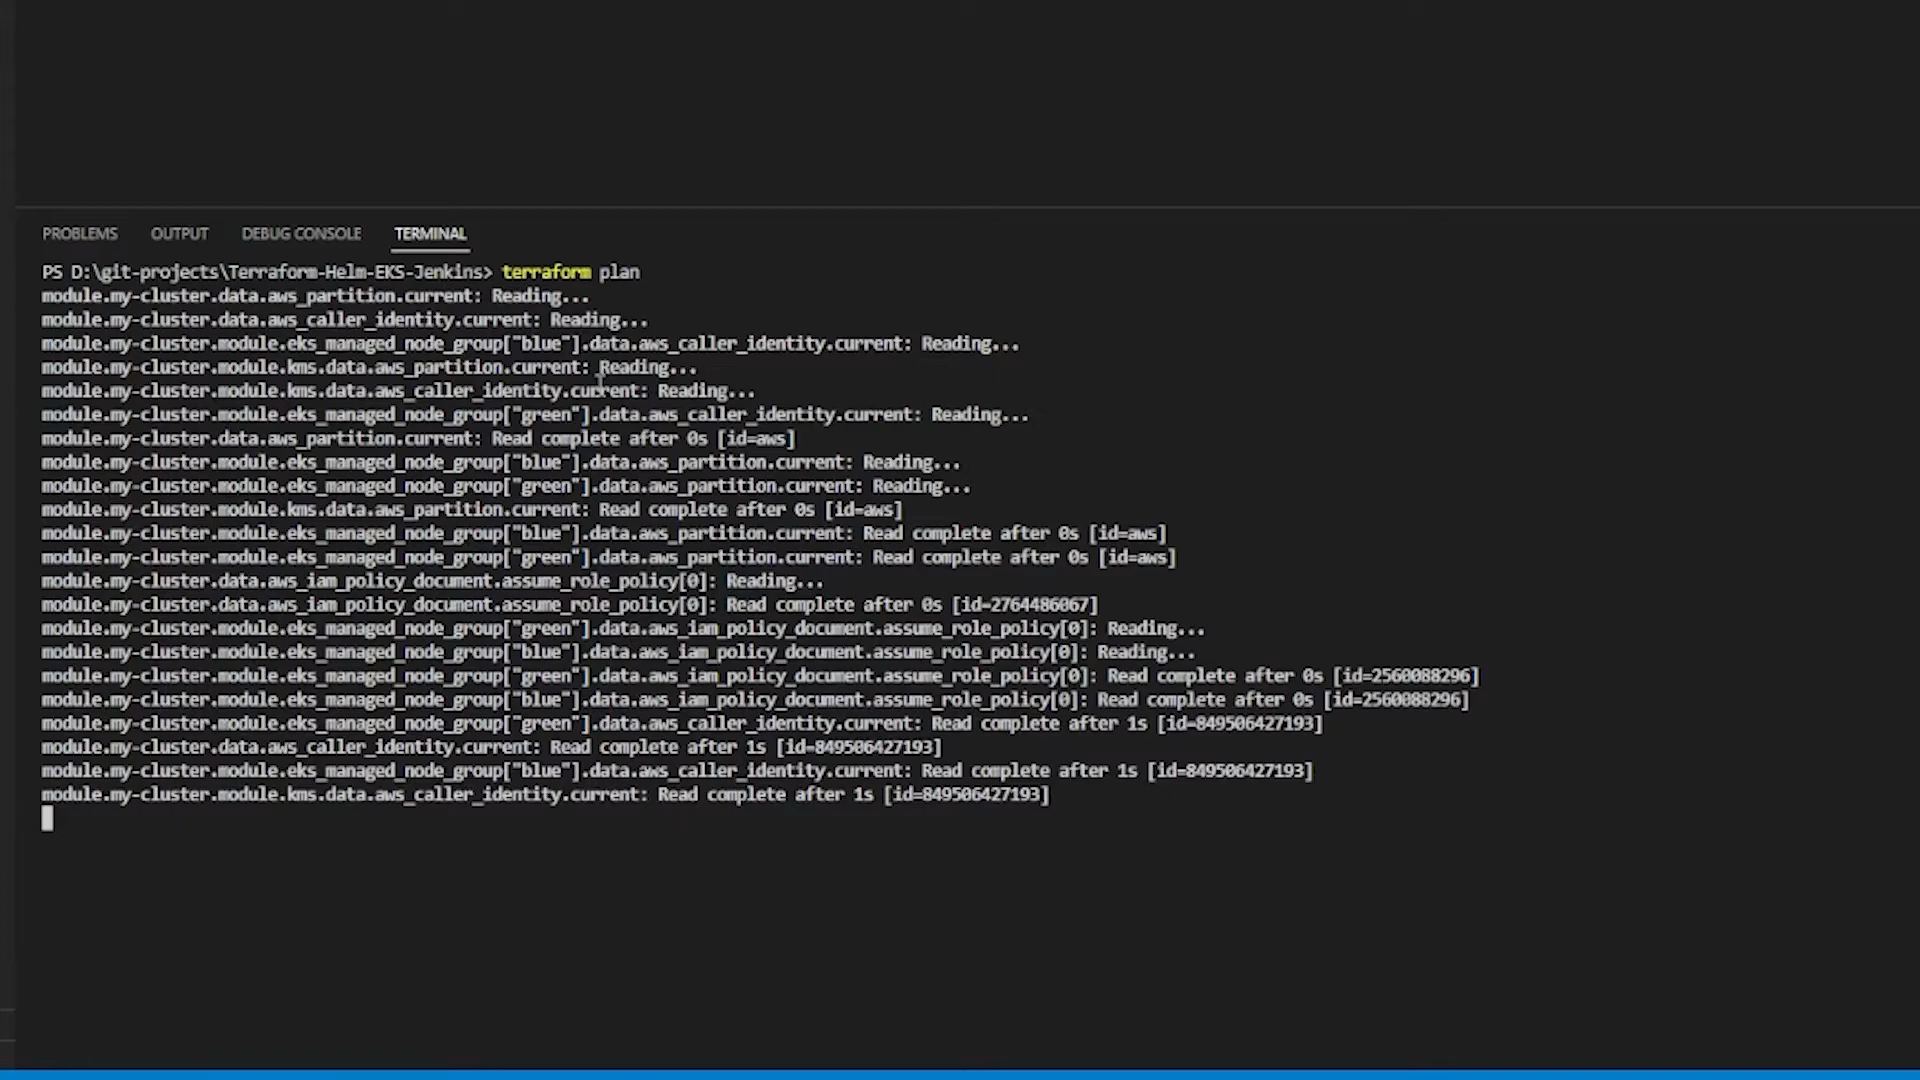 PROBLEMS OUTPUT DEBUG CONSOLE TERMINAL
PS D:\git-projects\Terraform-Helm-EKS-Jenkins> terraform plan
module.my-cluster.data.aws_partition.current: Reading...
module.my-cluster.data.aws_caller_identity.current: Reading...
module.my-cluster.module.eks_managed_node_group["blue"].data.aws_caller_identity.current: Reading...
module.my-cluster.module.kms.data.aws_partition.current: Reading...
module.my-cluster.module.kms.data.aws_caller_identity.current: Reading...
module.my-cluster.module.eks_managed_node_group["green"].data.aws_caller_identity.current: Reading...
module.my-cluster.data.aws_partition.current: Read complete after 0s [id=aws]
module.my-cluster.module.eks_managed_node_group["blue"].data.aws_partition.current: Reading...
module.my-cluster.module.eks_managed_node_group["green"].data.aws_partition.current: Reading...
module.my-cluster.module.kms.data.aws_partition.current: Read complete after 0s [id=aws]
module.my-cluster.module.eks_managed_node_group["blue"].data.aws_partition.current: Read complete after 0s [id=aws]
module.my-cluster.module.eks_managed_node_group["green"].data.aws_partition.current: Read complete after 0s [id=aws]
module.my-cluster.data.aws_iam_policy_document.assume_role_policy[0]: Reading...
module.my-cluster.data.aws_iam_policy_document.assume_role_policy[0]: Read complete after 0s [id=2764486067]
module.my-cluster.module.eks_managed_node_group["green"].data.aws_iam_policy_document.assume_role_policy[0]: Reading...
module.my-cluster.module.eks_managed_node_group["blue"].data.aws_iam_policy_document.assume_role_policy[0]: Reading...
module.my-cluster.module.eks_managed_node_group["green"].data.aws_iam_policy_document.assume_role_policy[0]: Read complete after 0s [id=2560088296]
module.my-cluster.module.eks_managed_node_group["blue"].data.aws_iam_policy_document.assume_role_policy[0]: Read complete after 0s [id=2560088296]
module.my-cluster.module.eks_managed_node_group["green"].data.aws_caller_identity.current: Read complete after 1s [id=849506427193]
module.my-cluster.data.aws_caller_identity.current: Read complete after 1s [id=849506427193]
module.my-cluster.module.eks_managed_node_group["blue"].data.aws_caller_identity.current: Read complete after 1s [id=849506427193]
module.my-cluster.module.kms.data.aws_caller_identity.current: Read complete after 1s [id=849506427193]